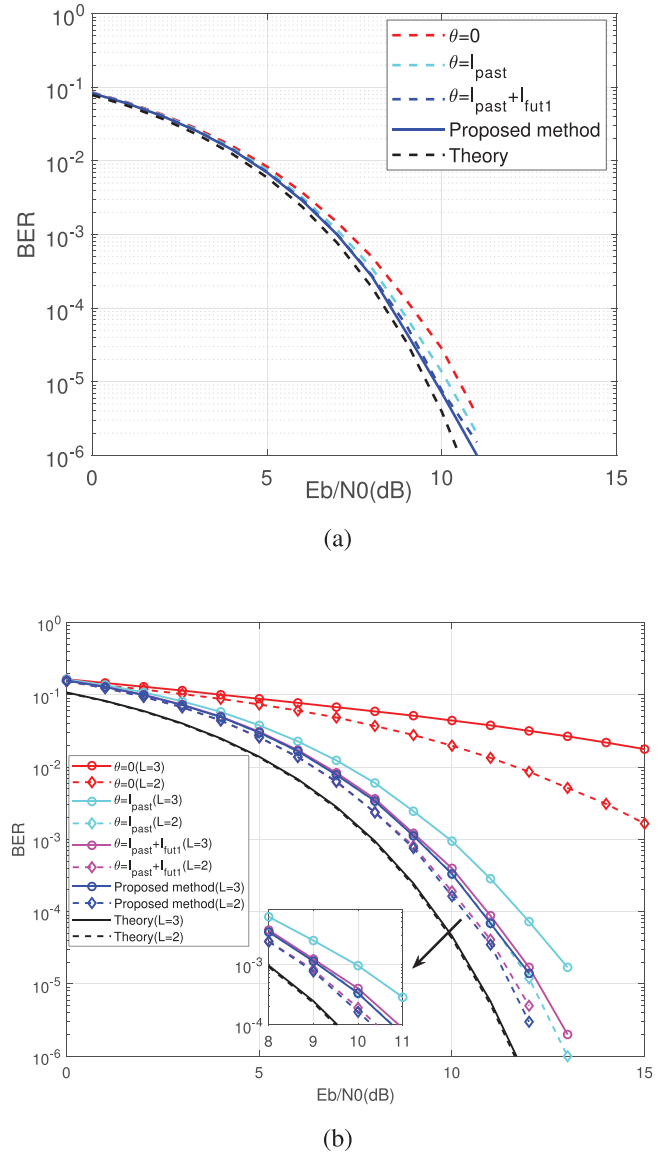 10^0
10^-1
10^-2
10^-3
10^-4
10^-5
10^-6
BER
θ=0
θ=I_past
θ=I_past+I_fut1
Proposed method
Theory
0 5 10 15
Eb/N0(dB)
(a)
10^0
10^-1
10^-2
10^-3
10^-4
10^-5
10^-6
BER
θ=0(L=3)
θ=0(L=2)
θ=I_past(L=3)
θ=I_past(L=2)
θ=I_past+I_fut1(L=3)
θ=I_past+I_fut1(L=2)
Proposed method(L=3)
Proposed method(L=2)
Theory(L=3)
Theory(L=2)
10^-3
10^-4
8 9 10 11
0 5 10 15
Eb/N0(dB)
(b)